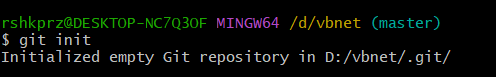 rshkprz@DESKTOP-NC7Q3OF MINGW64 /d/vbnet (master)
$ git init
Initialized empty Git repository in D:/vbnet/.git/